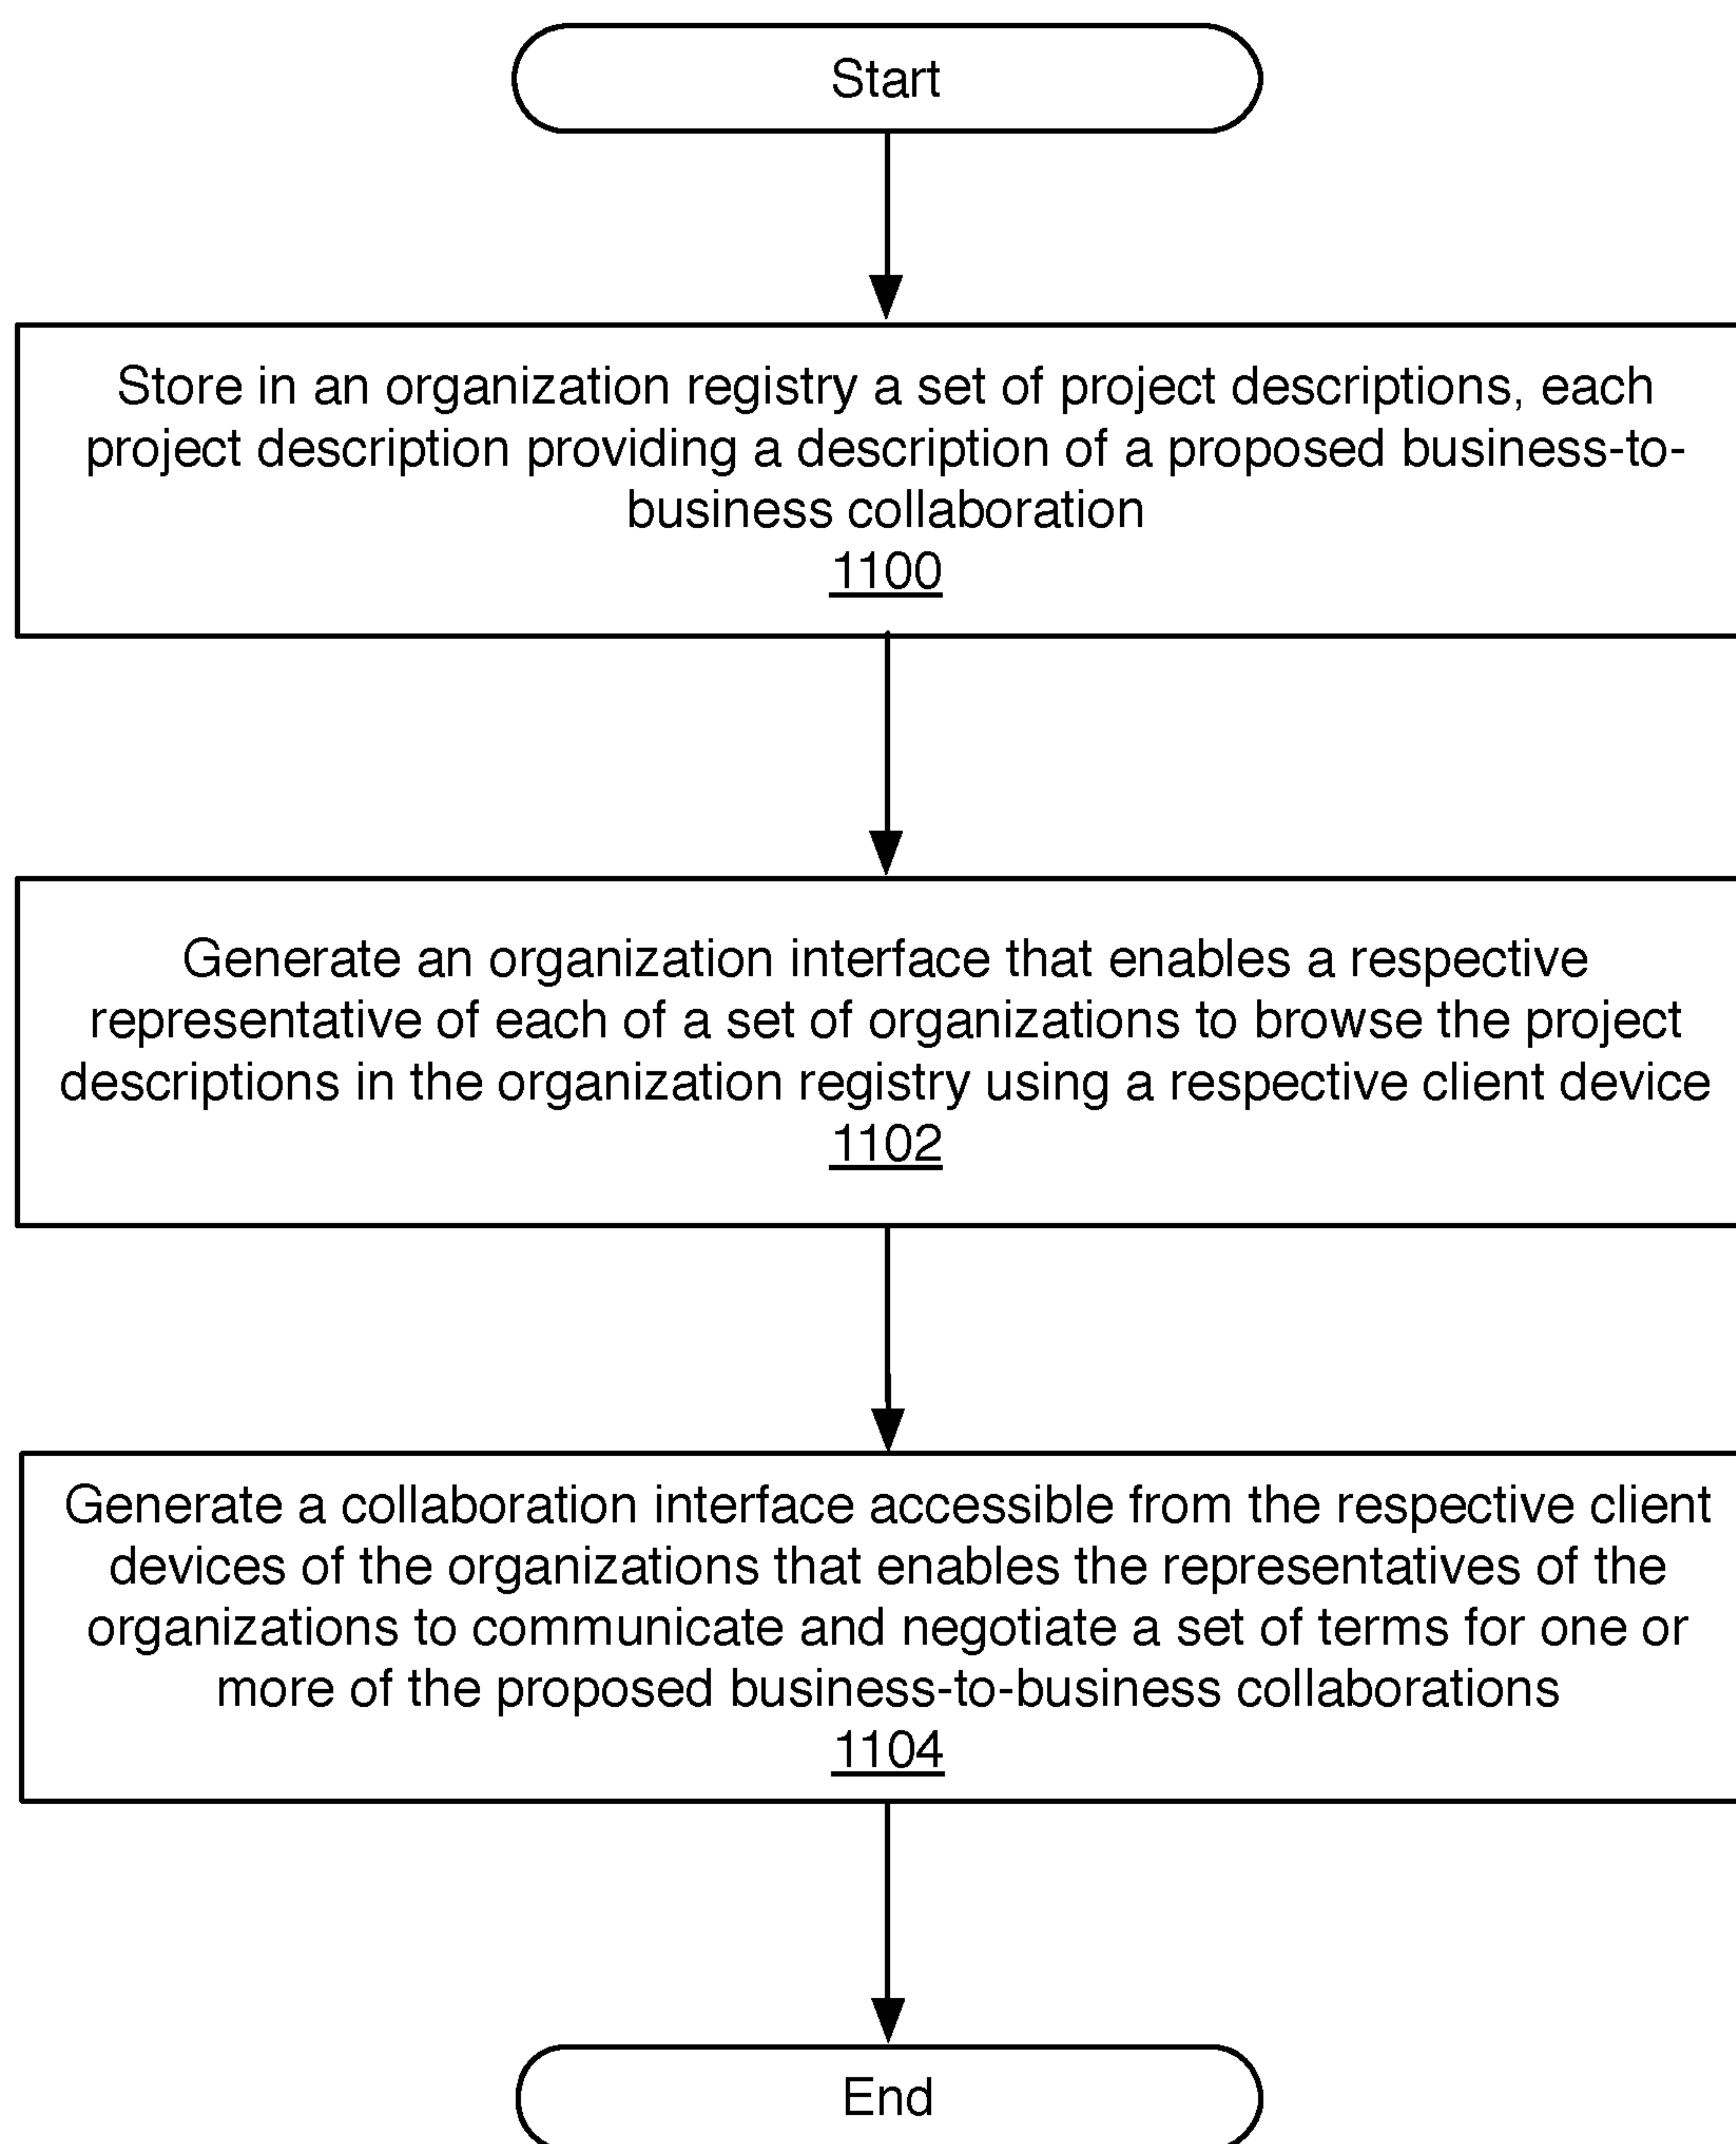 Start
Store in an organization registry a set of project descriptions, each
project description providing a description of a proposed business-to-
business collaboration
1100
Generate an organization interface that enables a respective
representative of each of a set of organizations to browse the project
descriptions in the organization registry using a respective client device
1102
Generate a collaboration interface accessible from the respective client
devices of the organizations that enables the representatives of the
organizations to communicate and negotiate a set of terms for one or
more of the proposed business-to-business collaborations
1104
End